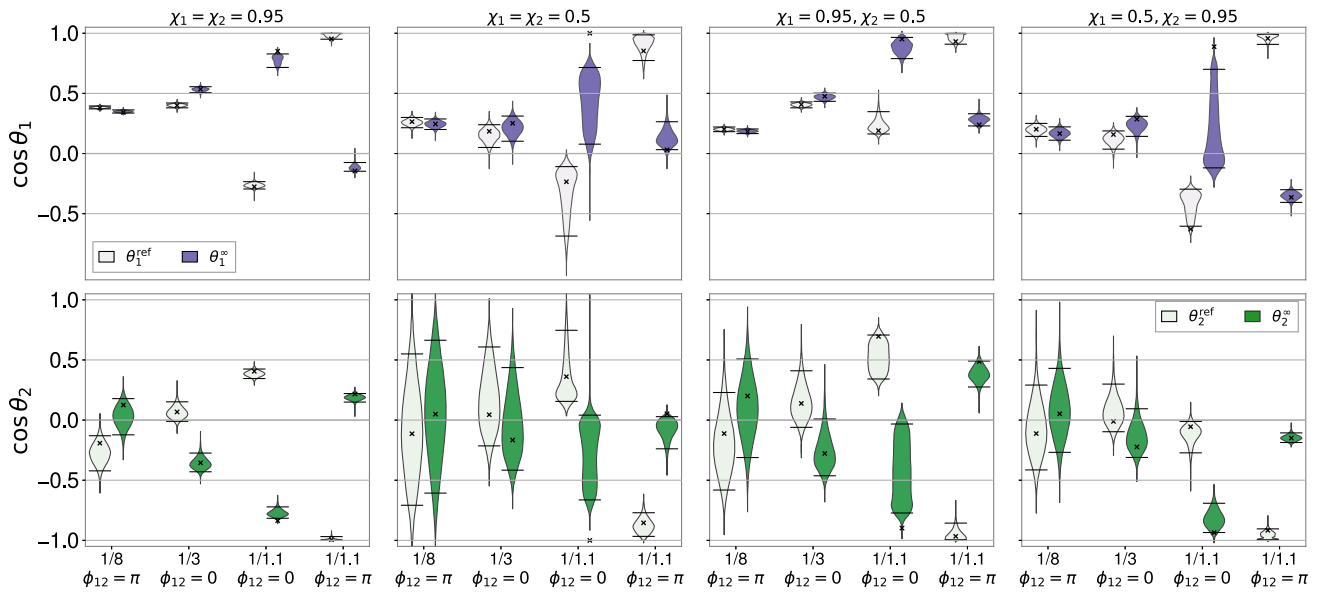 χ₁ = χ₂ = 0.95
χ₁ = χ₂ = 0.5
χ₁ = 0.95, χ₂ = 0.5
χ₁ = 0.5, χ₂ = 0.95
cos θ₁
1.0
0.5
0.0
−0.5
θ₁^ref θ₁^∞
cos θ₂
1.0
0.5
0.0
−0.5
−1.0
θ₂^ref θ₂^∞
1/8 1/3 1/1.1 1/1.1 1/8 1/3 1/1.1 1/1.1 1/8 1/3 1/1.1 1/1.1 1/8 1/3 1/1.1 1/1.1
ϕ₁₂ = π ϕ₁₂ = 0 ϕ₁₂ = 0 ϕ₁₂ = π ϕ₁₂ = π ϕ₁₂ = 0 ϕ₁₂ = 0 ϕ₁₂ = π ϕ₁₂ = π ϕ₁₂ = 0 ϕ₁₂ = 0 ϕ₁₂ = π ϕ₁₂ = π ϕ₁₂ = 0 ϕ₁₂ = 0 ϕ₁₂ = π